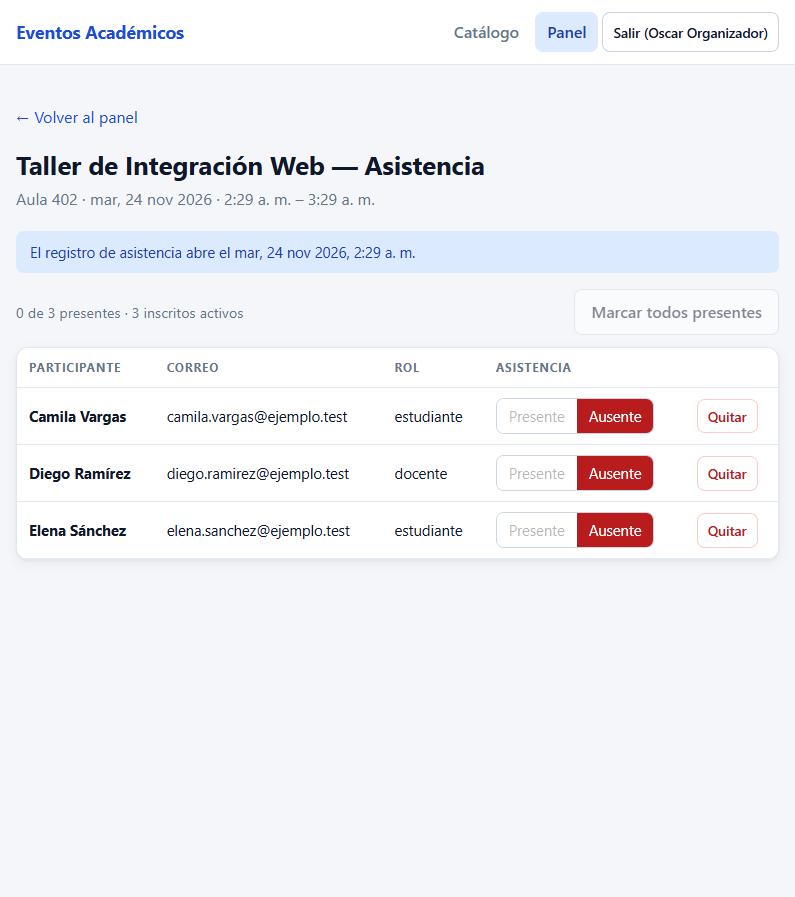 Eventos Académicos Catálogo Panel Salir (Oscar Organizador)
← Volver al panel
Taller de Integración Web — Asistencia
Aula 402 · mar, 24 nov 2026 · 2:29 a. m. – 3:29 a. m.
El registro de asistencia abre el mar, 24 nov 2026, 2:29 a. m.
0 de 3 presentes · 3 inscritos activos Marcar todos presentes
PARTICIPANTE CORREO ROL ASISTENCIA
Camila Vargas camila.vargas@ejemplo.test estudiante Presente Ausente Quitar
Diego Ramírez diego.ramirez@ejemplo.test docente Presente Ausente Quitar
Elena Sánchez elena.sanchez@ejemplo.test estudiante Presente Ausente Quitar